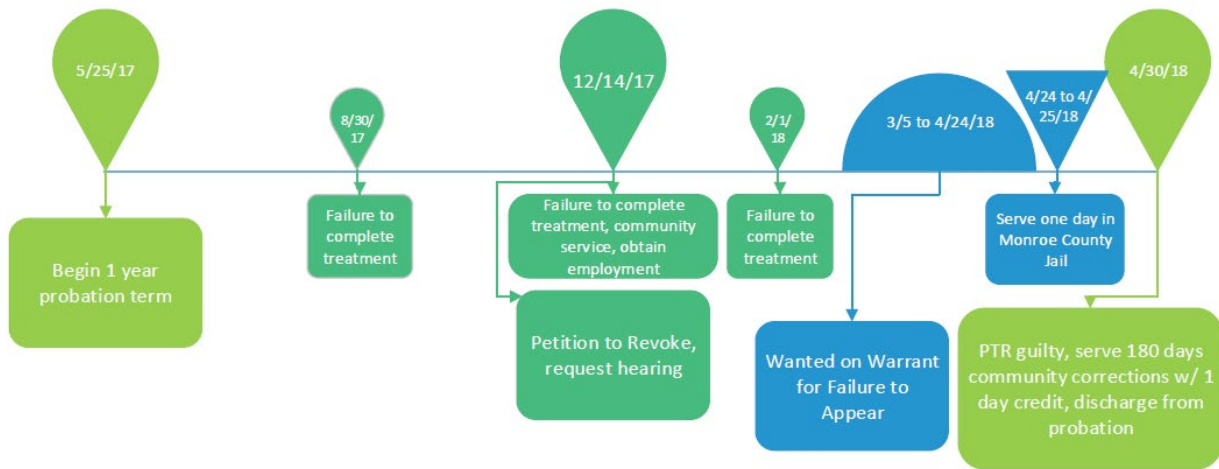 5/25/17
8/30/
17
12/14/17
2/1/
18
3/5 to 4/24/18
4/24 to 4/
25/18
4/30/18
Begin 1 year
probation term
Failure to
complete
treatment
Failure to complete
treatment, community
service, obtain
employment
Petition to Revoke,
request hearing
Failure to
complete
treatment
Wanted on Warrant
for Failure to
Appear
Serve one day in
Monroe County
Jail
PTR guilty, serve 180 days
community corrections w/ 1
day credit, discharge from
probation